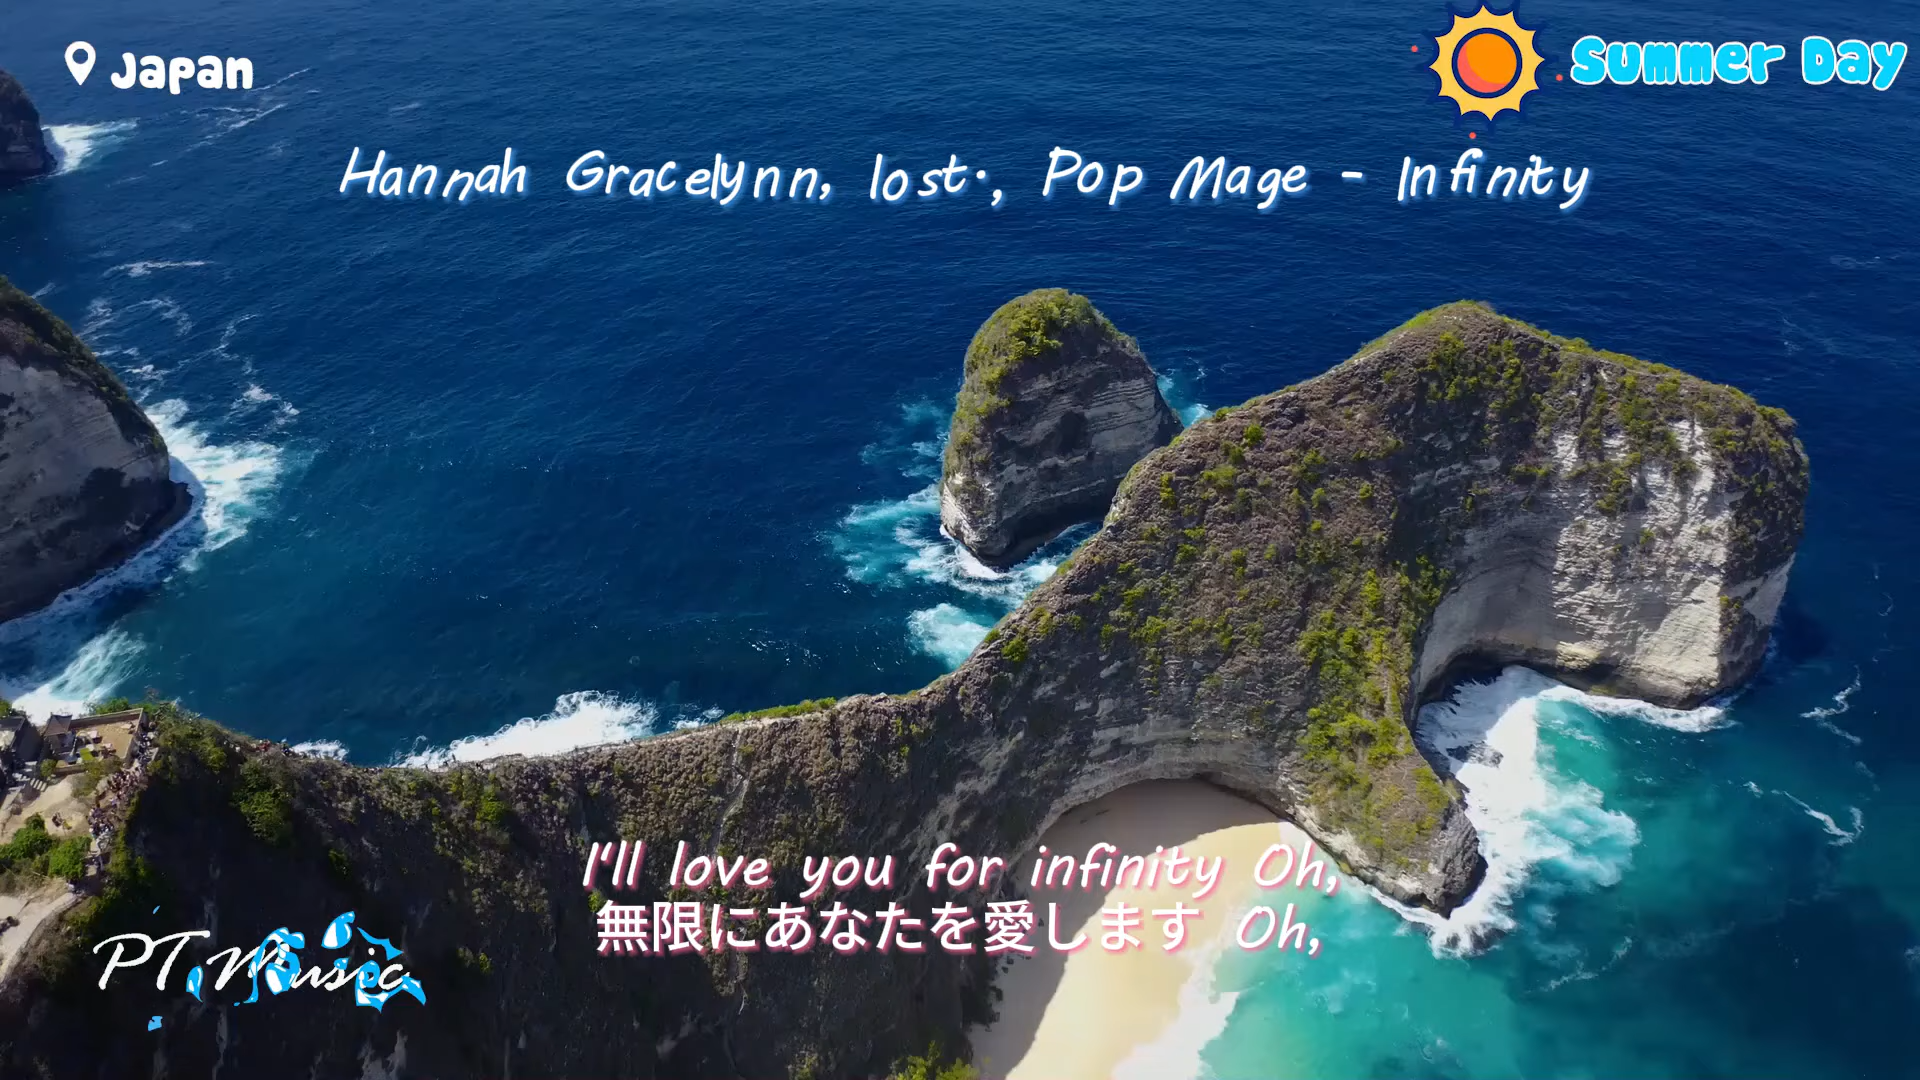 Japan
Summer Day
Hannah Gracelynn, lost., Pop Mage - Infinity
I'll love you for infinity Oh,
無限にあなたを愛します Oh,
PT Music